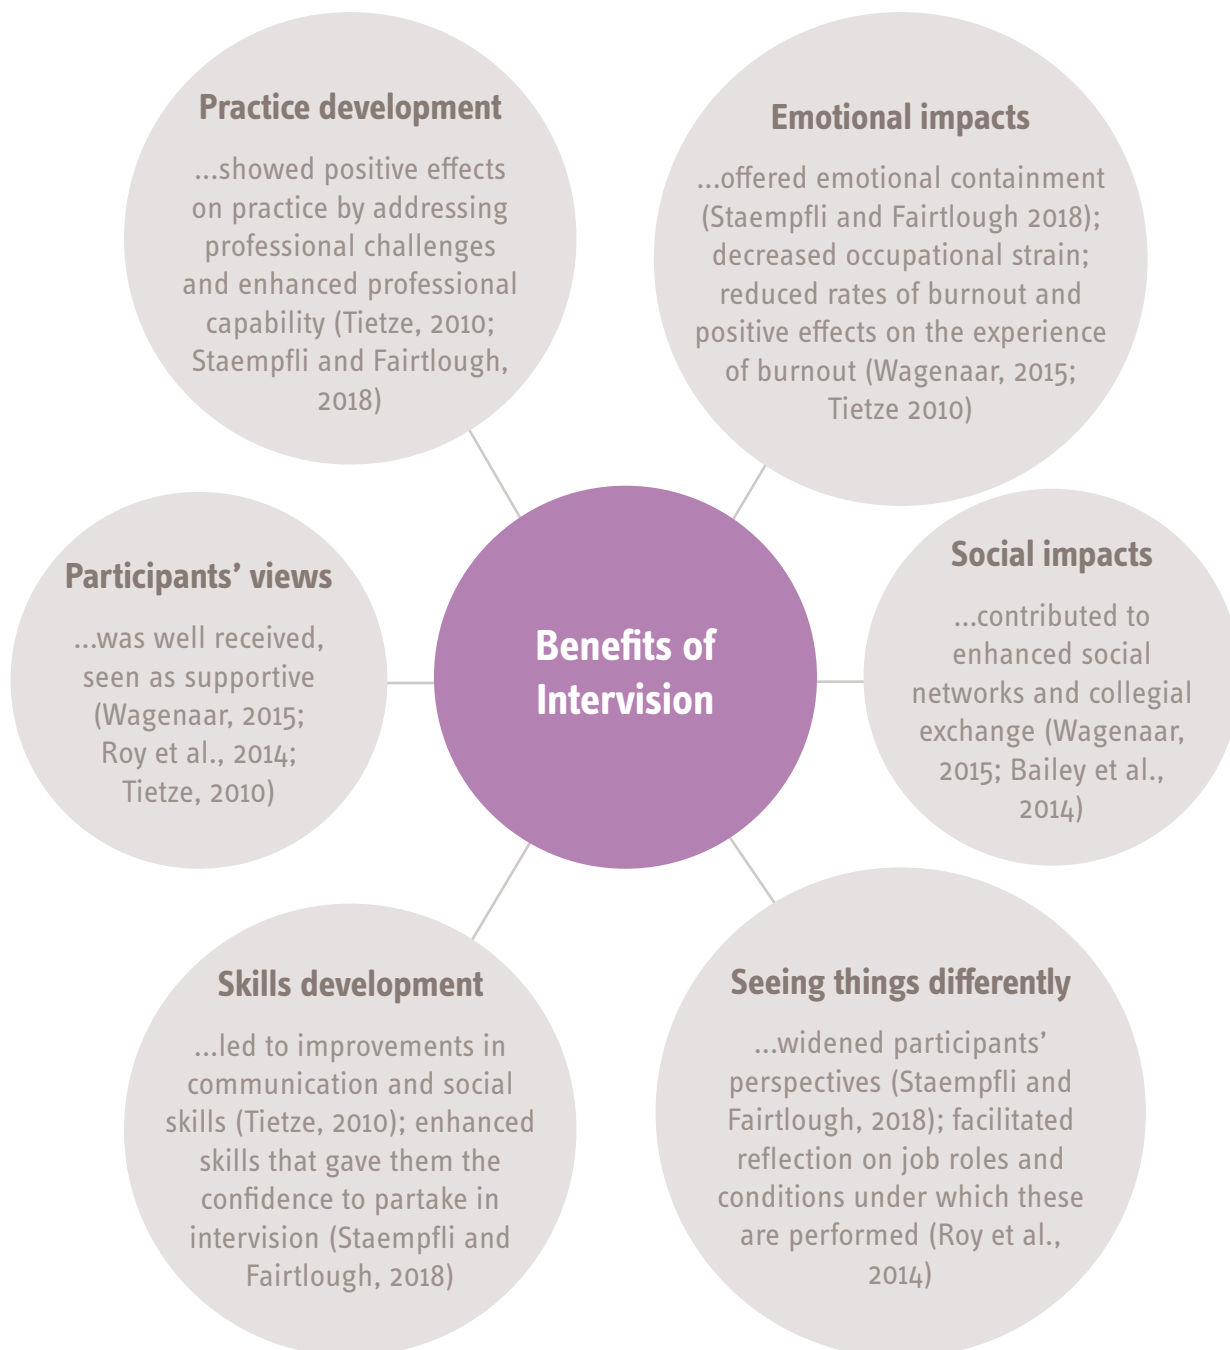 Practice development
...showed positive effects
on practice by addressing
professional challenges
and enhanced professional
capability (Tietze, 2010;
Staempfli and Fairtlough,
2018)
Emotional impacts
...offered emotional containment
(Staempfli and Fairtlough 2018);
decreased occupational strain;
reduced rates of burnout and
positive effects on the experience
of burnout (Wagenaar, 2015;
Tietze 2010)
Participants’ views
...was well received,
seen as supportive
(Wagenaar, 2015;
Roy et al., 2014;
Tietze, 2010)
Benefits of
Intervision
Social impacts
...contributed to
enhanced social
networks and collegial
exchange (Wagenaar,
2015; Bailey et al.,
2014)
Skills development
...led to improvements in
communication and social
skills (Tietze, 2010); enhanced
skills that gave them the
confidence to partake in
intervision (Staempfli and
Fairtlough, 2018)
Seeing things differently
...widened participants’
perspectives (Staempfli and
Fairtlough, 2018); facilitated
reflection on job roles and
conditions under which these
are performed (Roy et al.,
2014)